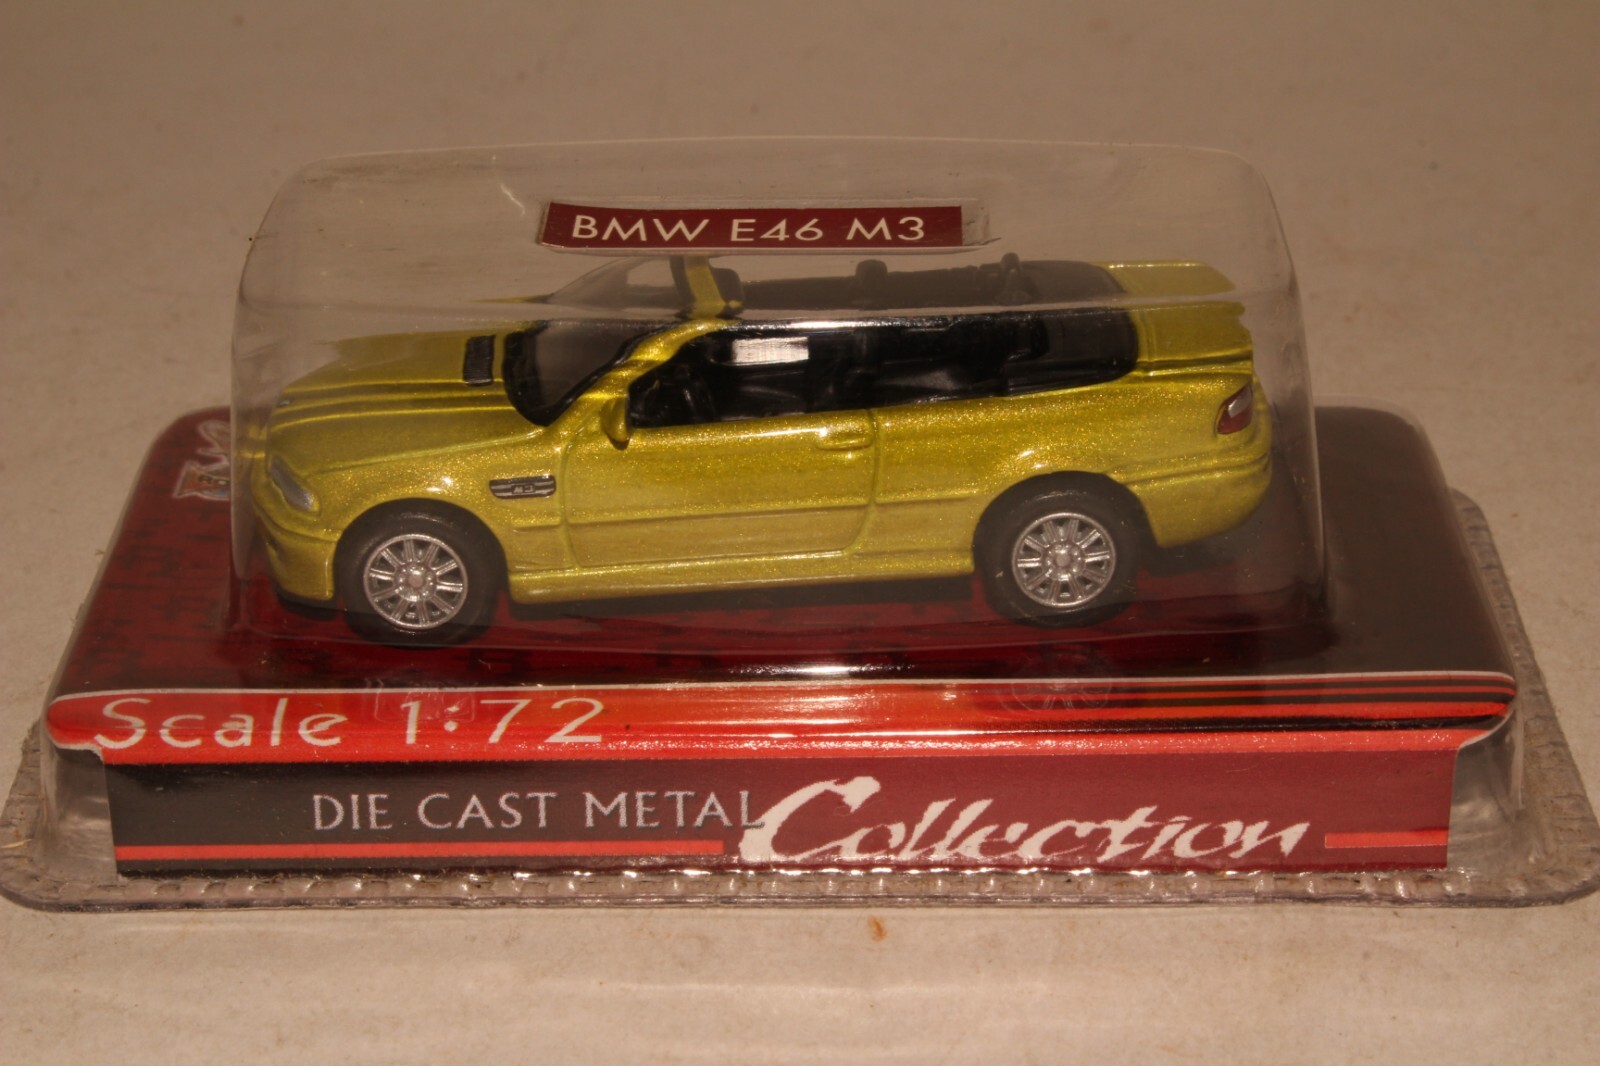 BMW E46 M3
Scale 1:72
DIE CAST METAL Collection